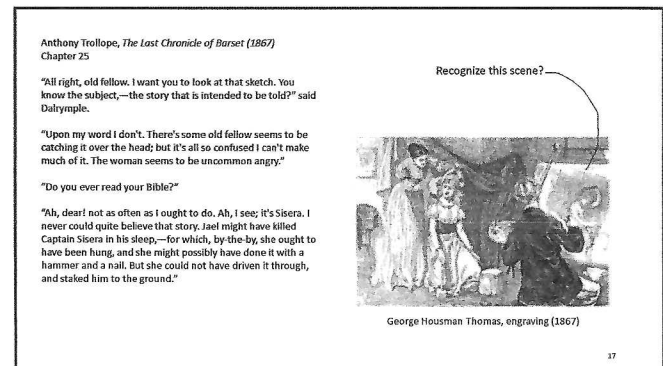 Anthony Trollope, The Last Chronicle of Barset (1867)
Chapter 25
"All right, old fellow. I want you to look at that sketch. You
know the subject,—the story that is intended to be told?" said
Dalrymple.
"Upon my word I don't. There's some old fellow seems to be
catching it over the head; but it's all so confused I can't make
much of it. The woman seems to be uncommon angry."
"Do you ever read your Bible?"
"Ah, dear! not as often as I ought to do. Ah, I see; it's Sisera. I
never could quite believe that story. Jael might have killed
Captain Sisera in his sleep,—for which, by-the-by, she ought to
have been hung, and she might possibly have done it with a
hammer and a nail. But she could not have driven it through,
and staked him to the ground."
Recognize this scene?
George Housman Thomas, engraving (1867)
17